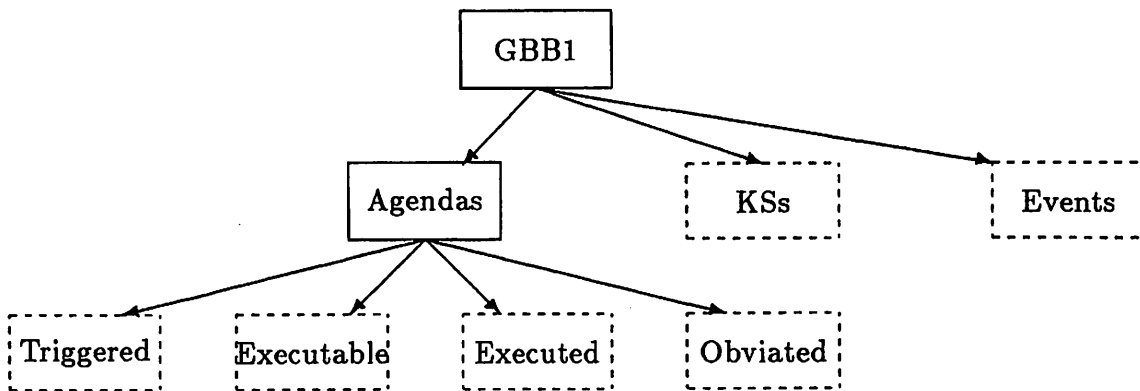 GBB1
Agendas
KSs
Events
Triggered
Executable
Executed
Obviated